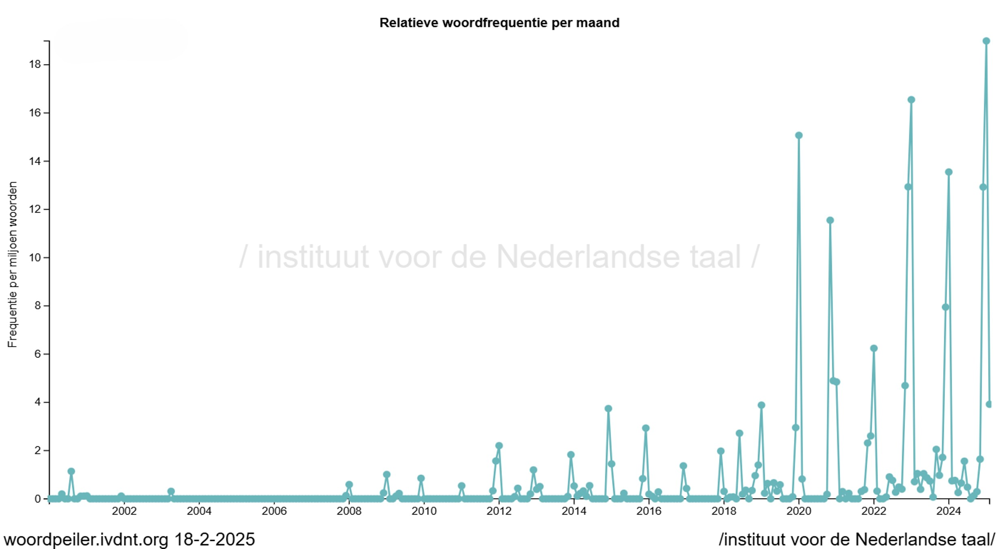 Relatieve woordfrequentie per maand
Frequentie per miljoen woorden
18
16
14
12
10
8
6
4
2
0
/ instituut voor de Nederlandse taal /
2002 2004 2006 2008 2010 2012 2014 2016 2018 2020 2022 2024
woordpeiler.ivdnt.org 18-2-2025
/instituut voor de Nederlandse taal/